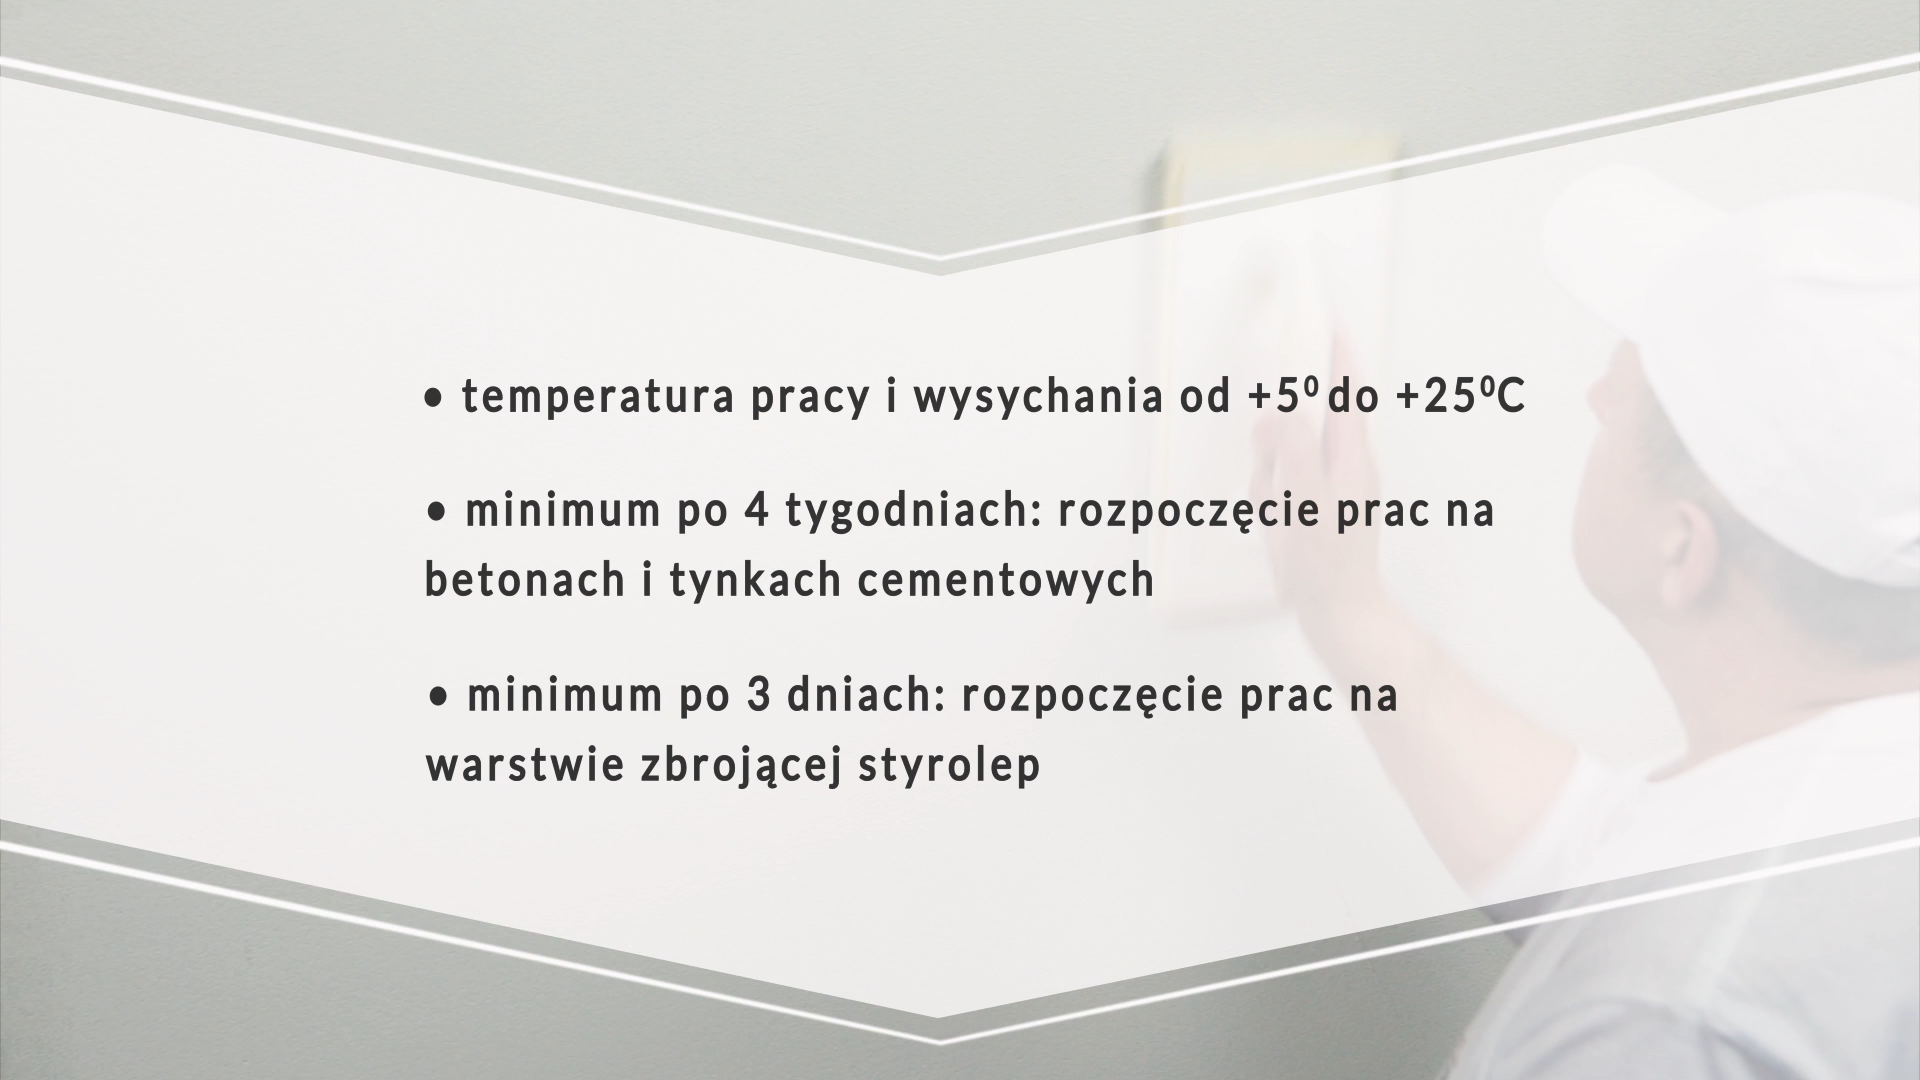 • temperatura pracy i wysychania od +5⁰ do +25⁰C
• minimum po 4 tygodniach: rozpoczęcie prac na
betonach i tynkach cementowych
• minimum po 3 dniach: rozpoczęcie prac na
warstwie zbrojącej styrolep